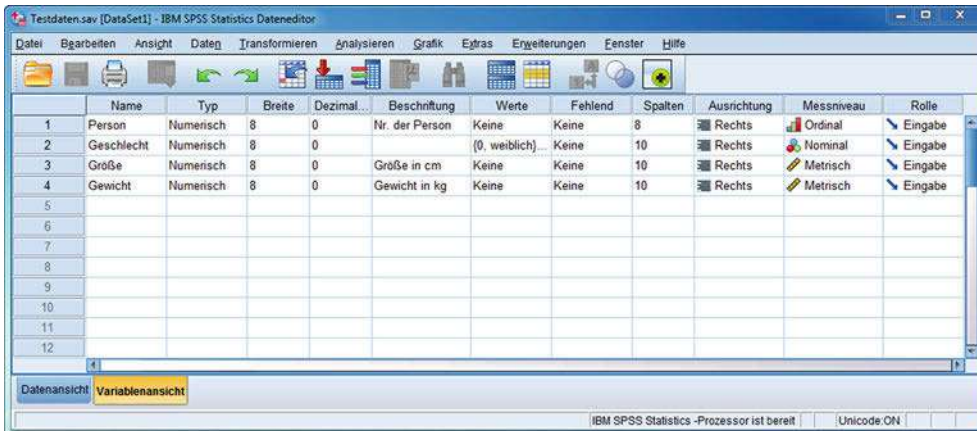 Testdaten.sav [DataSet1] - IBM SPSS Statistics Dateneditor
Datei Bearbeiten Ansicht Daten Transformieren Analysieren Grafik Extras Erweiterungen Fenster Hilfe
Name Typ Breite Dezimal... Beschriftung Werte Fehlend Spalten Ausrichtung Messniveau Rolle
1 Person Numerisch 8 0 Nr. der Person Keine Keine 8 Rechts Ordinal Eingabe
2 Geschlecht Numerisch 8 0 {0, weiblich}... Keine 10 Rechts Nominal Eingabe
3 Größe Numerisch 8 0 Größe in cm Keine Keine 10 Rechts Metrisch Eingabe
4 Gewicht Numerisch 8 0 Gewicht in kg Keine Keine 10 Rechts Metrisch Eingabe
5
6
7
8
9
10
11
12
Datenansicht Variablenansicht
IBM SPSS Statistics -Prozessor ist bereit Unicode:ON